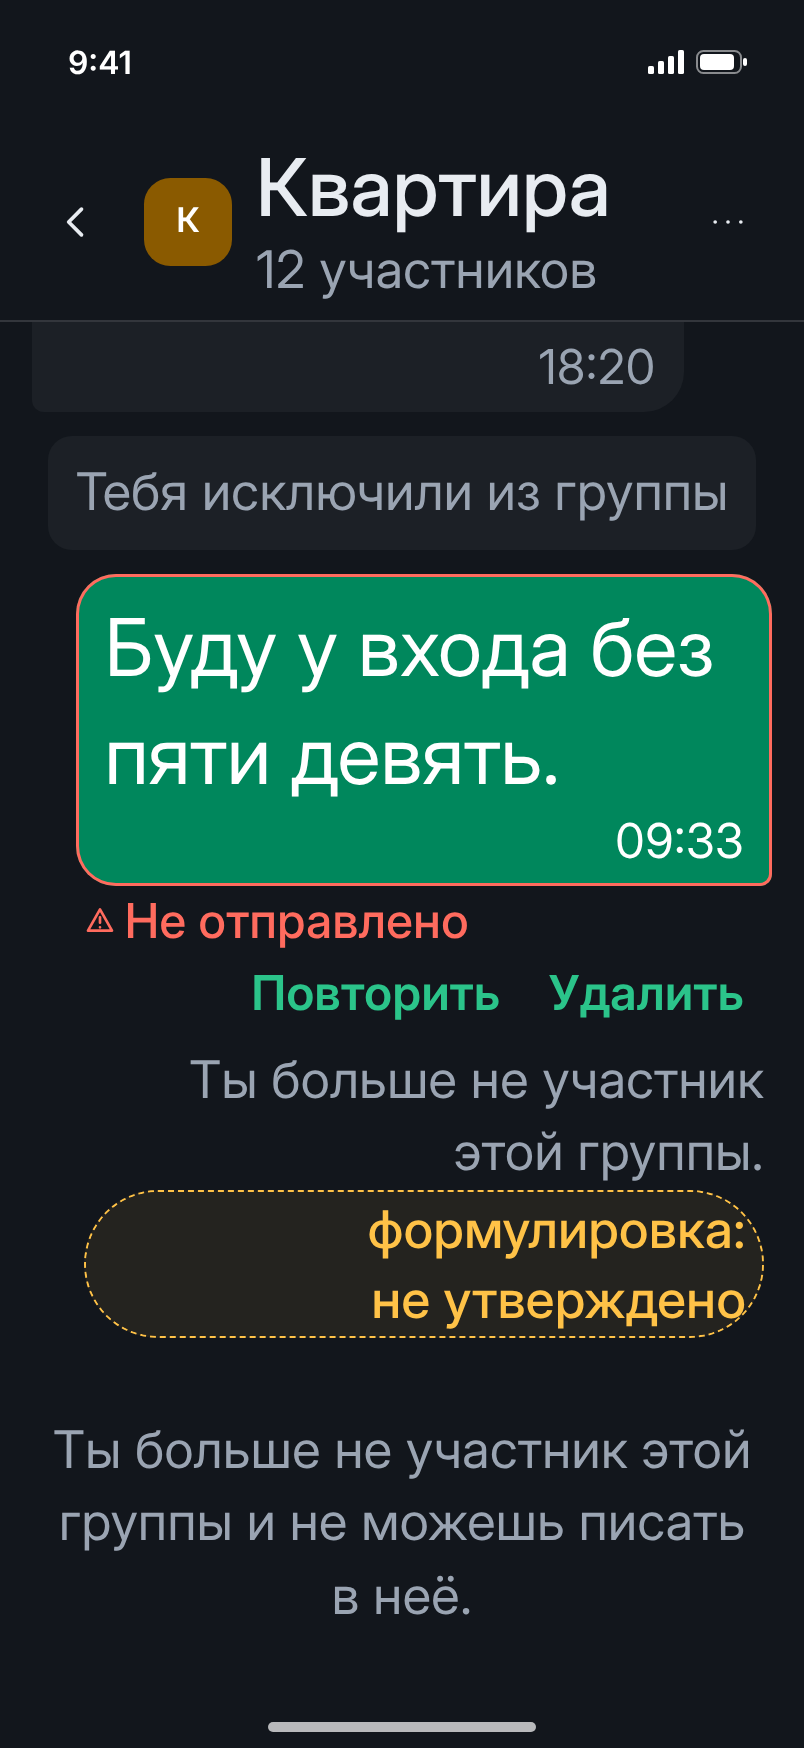 9:41
К
Квартира
12 участников
...
18:20
Тебя исключили из группы
Буду у входа без
пяти девять.
09:33
Не отправлено
Повторить Удалить
Ты больше не участник
этой группы.
формулировка:
не утверждено
Ты больше не участник этой
группы и не можешь писать
в неё.